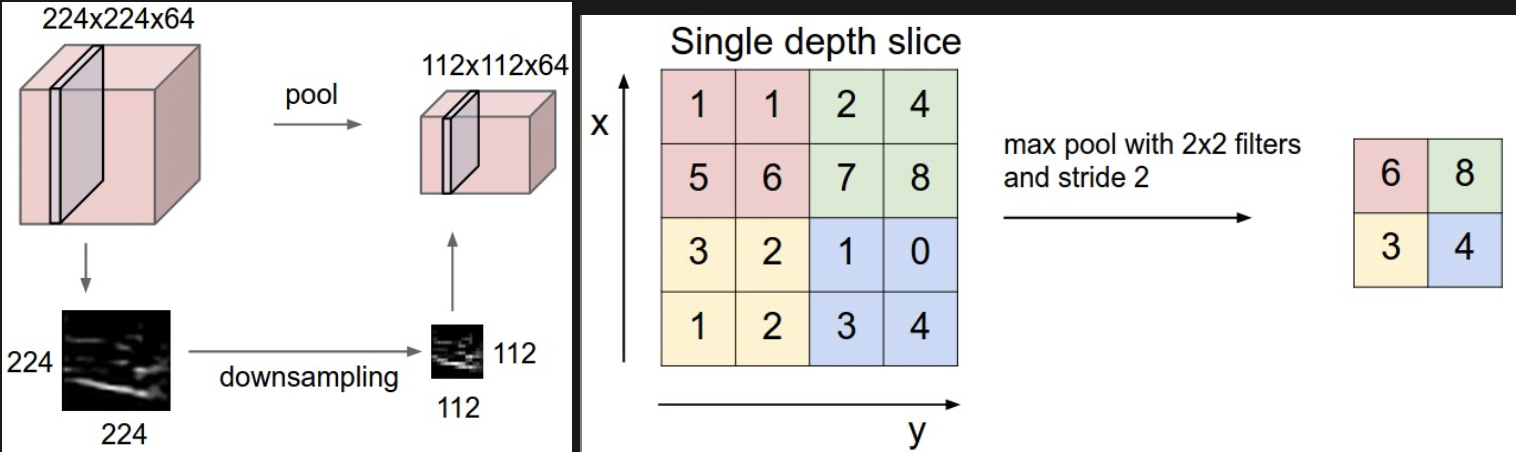 224x224x64
112x112x64
pool
224
downsampling
112
112
224
Single depth slice
x
1 1 2 4
5 6 7 8
3 2 1 0
1 2 3 4
y
max pool with 2x2 filters
and stride 2
6 8
3 4